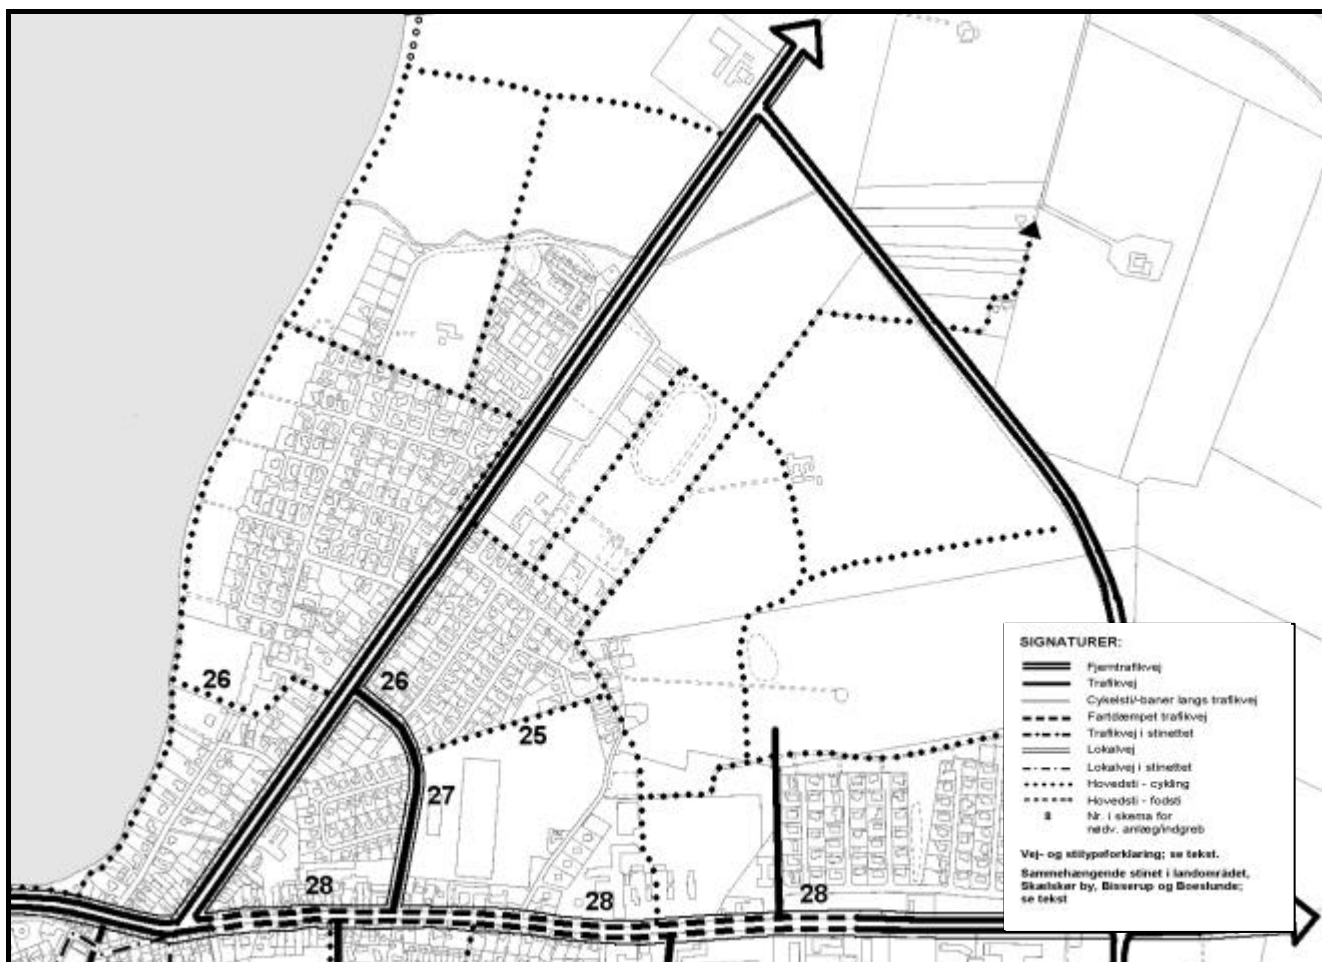 26
26
25
27
28
28
28
SIGNATURER:
Fjerntrafikvej
Trafikvej
Cykelsti/-baner langs trafikvej
Fartdæmpet trafikvej
Trafikvej i stinettet
Lokalvej
Lokalvej i stinettet
Hovedsti - cykling
Hovedsti - fodsti
8 Nr. i skema for
nødv. anlæg/indgreb
Vej- og stitypeforklaring; se tekst.
Sammenhængende stinet i landområdet,
Skælskør by, Bisserup og Boeslunde;
se tekst